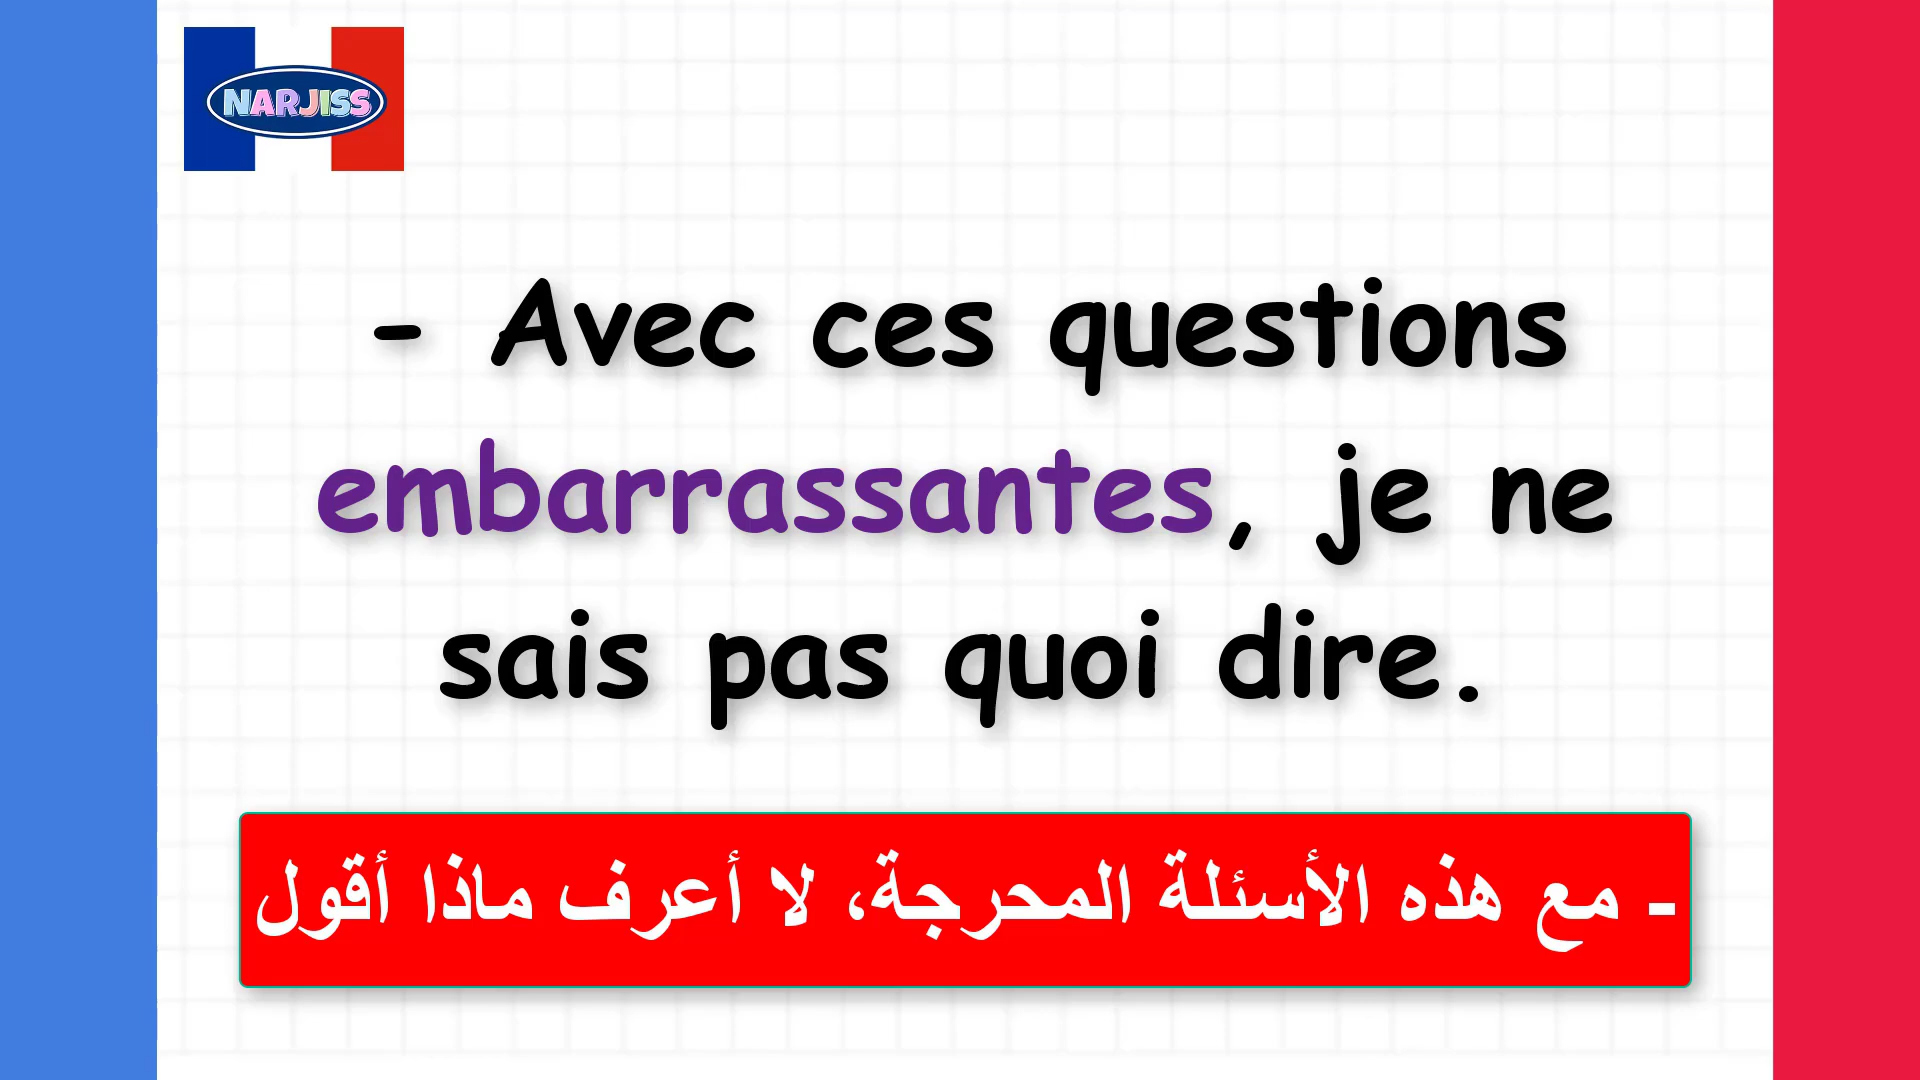 NARJISS
- Avec ces questions
embarrassantes, je ne
sais pas quoi dire.
- مع هذه الأسئلة المحرجة، لا أعرف ماذا أقول